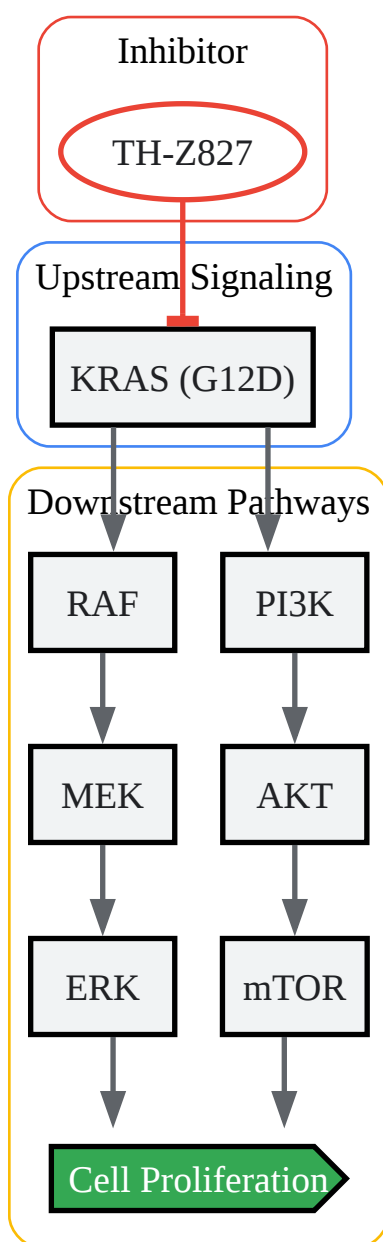 Inhibitor
TH-Z827
Upstream Signaling
KRAS (G12D)
Downstream Pathways
RAF
PI3K
MEK
AKT
ERK
mTOR
Cell Proliferation